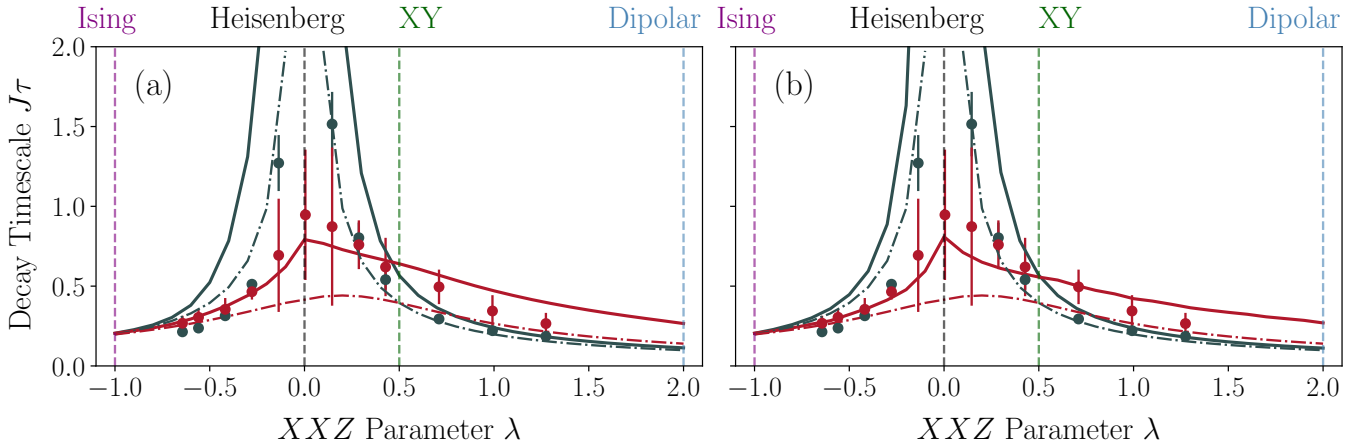 Ising Heisenberg XY Dipolar Ising Heisenberg XY Dipolar
2.0
(a) (b)
1.5
1.0
0.5
0.0
Decay Timescale Jτ
−1.0 −0.5 0.0 0.5 1.0 1.5 2.0 −1.0 −0.5 0.0 0.5 1.0 1.5 2.0
XXZ Parameter λ XXZ Parameter λ